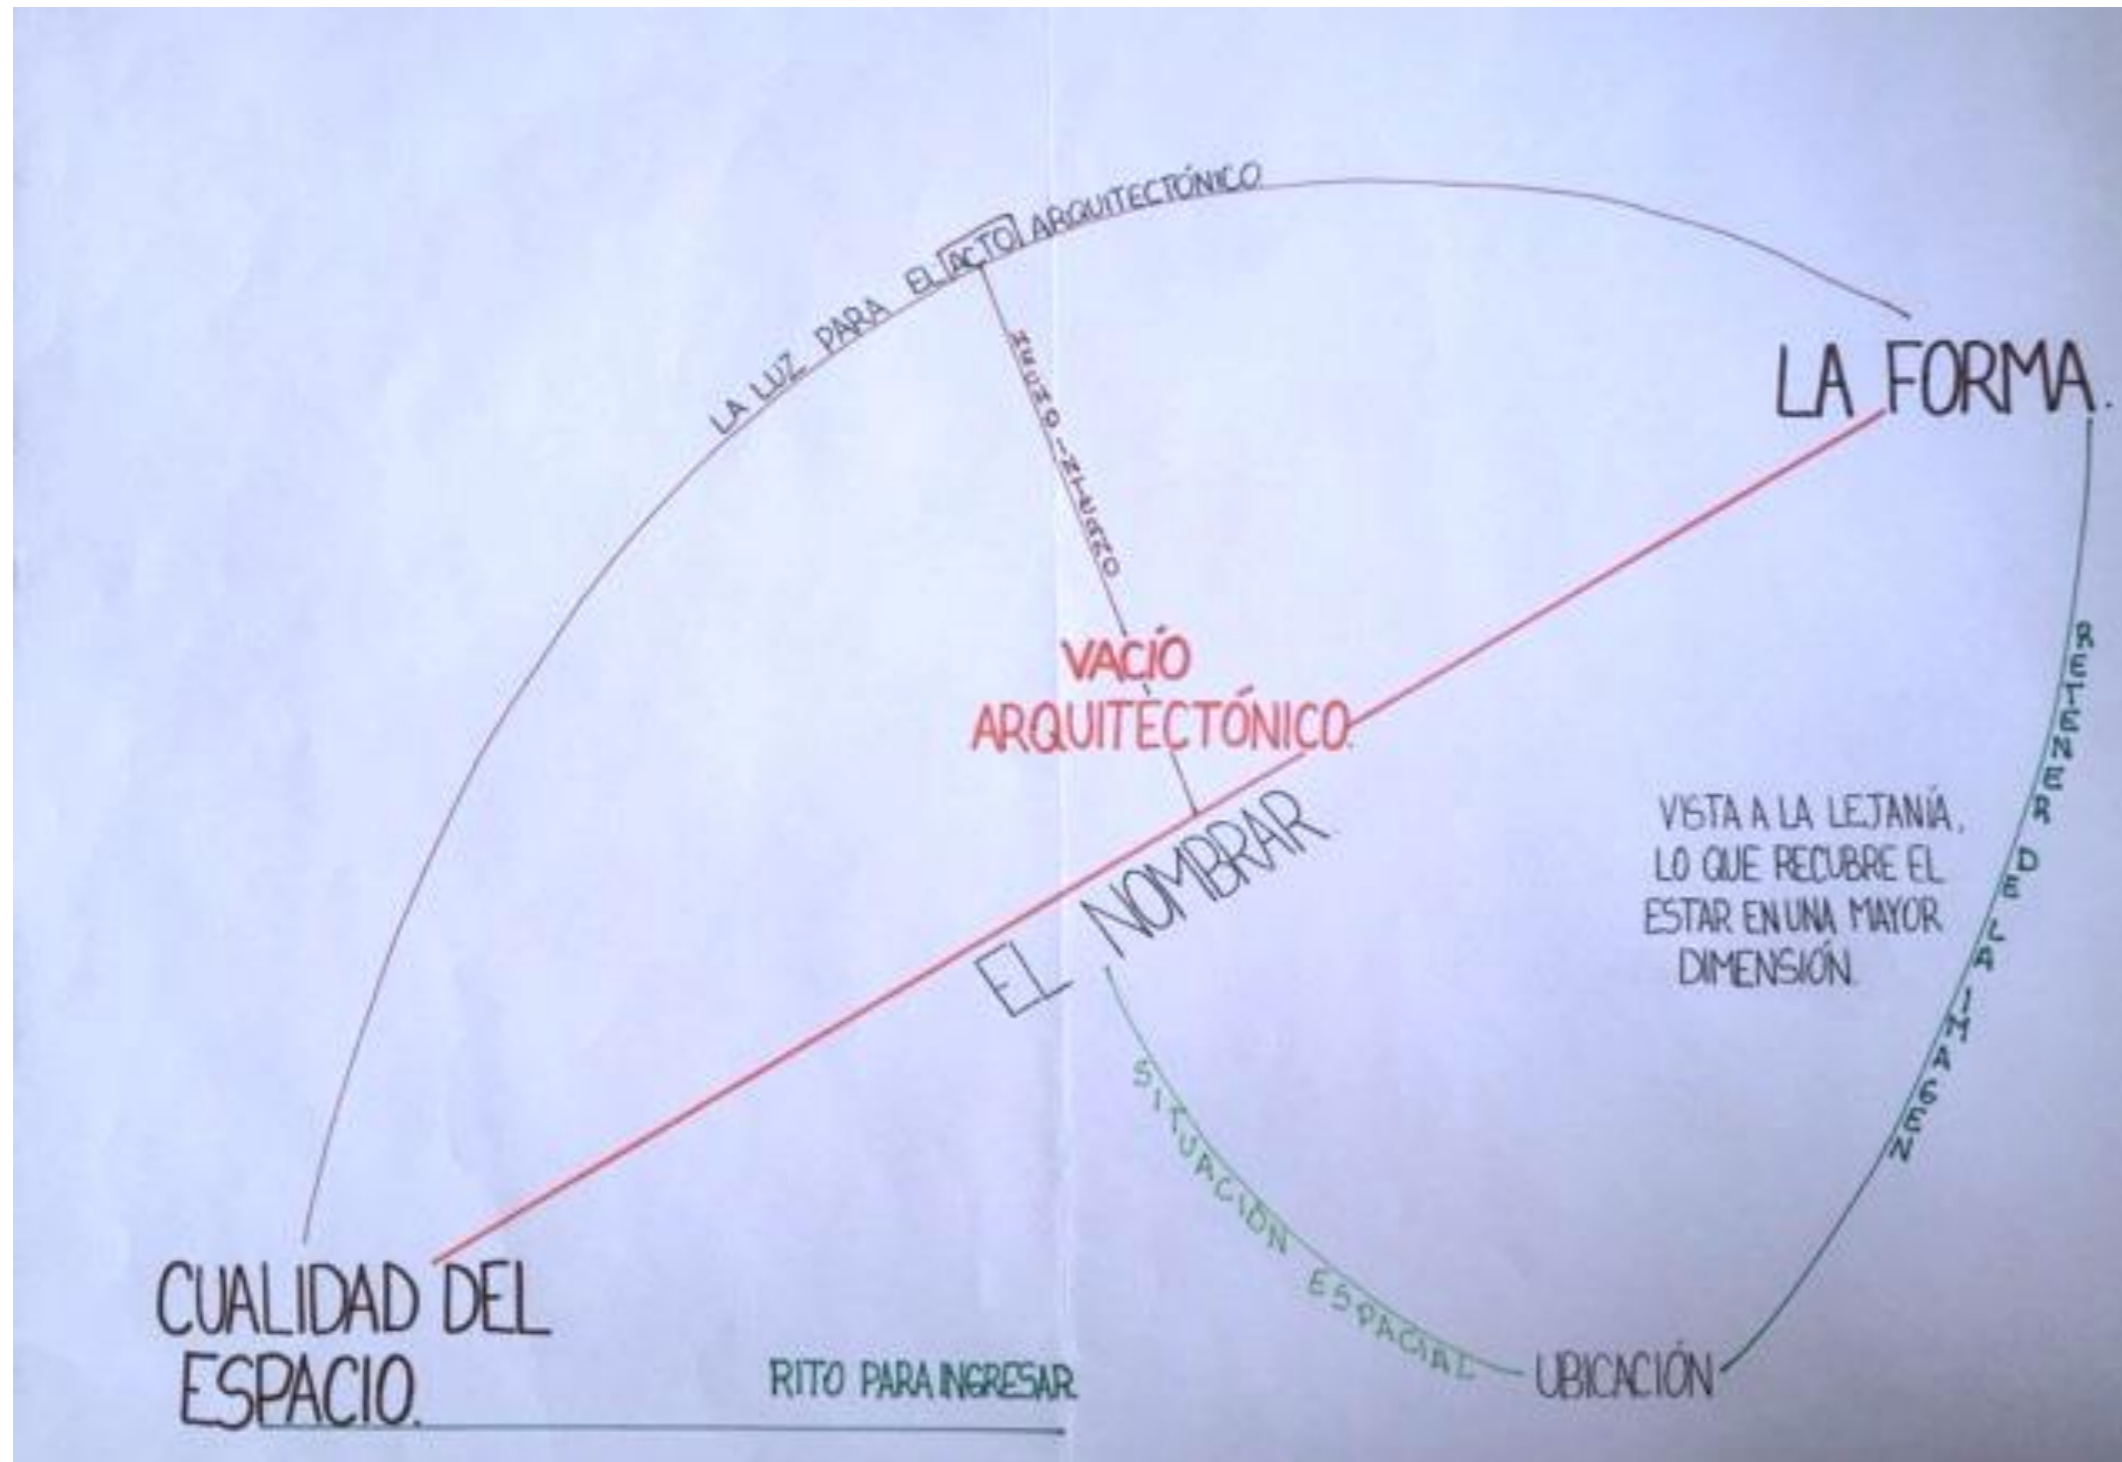 LA LUZ PARA EL ACTO ARQUITECTÓNICO
LA FORMA.
VACIÓ
ARQUITECTÓNICO.
EL NOMBRAR.
RETENER DE LA IMAGEN
VISTA A LA LEJANÍA,
LO QUE RECUBRE EL
ESTAR EN UNA MAYOR
DIMENSIÓN.
SITUACIÓN ESPACIAL
UBICACIÓN
CUALIDAD DEL
ESPACIO.
RITO PARA INGRESAR